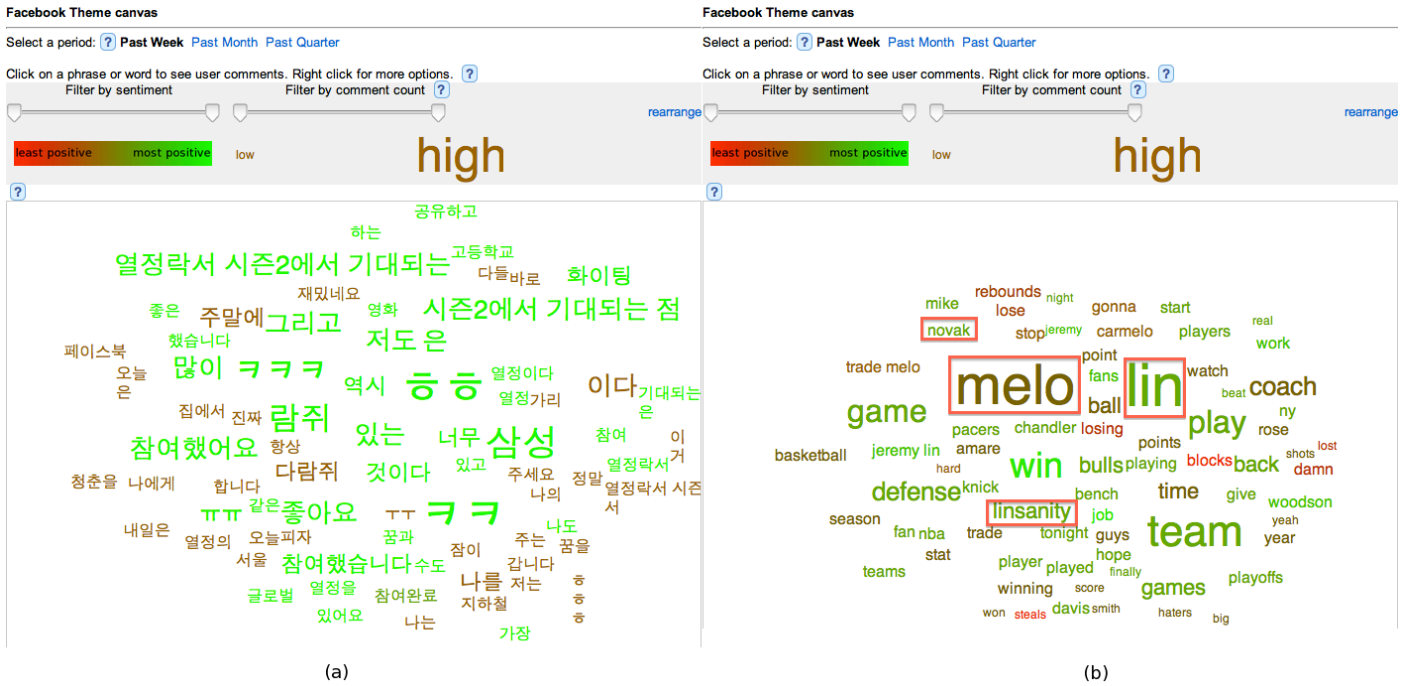 Facebook Theme canvas
Select a period: ? Past Week Past Month Past Quarter
Click on a phrase or word to see user comments. Right click for more options. ?
Filter by sentiment Filter by comment count ?
rearrange
least positive most positive low high
?
공유하고
하는
열정락서 시즌2에서 기대되는 고등학교
다들 바로 화이팅
재밌네요
좋은 주말에 그리고 영화 시즌2에서 기대되는 점
했습니다 저도 은
페이스북
오늘
은
많이 ㅋㅋㅋ 역시 ㅎㅎ 열정이다 이다 기대되는
은
열정 가리
집에서 진짜 람쥐
참여했어요 항상 있는 너무 삼성 참여 이
거
다람쥐 것이다 있고 주세요 정말 열정락서
청춘을 나에게 합니다 나의 열정락서 시즌
서
ㅠㅠ 같은 좋아요 ㅜㅜ ㅋㅋ
내일은 열정의 오늘피자 꿈과 주는 나도
꿈을
서울 참여했습니다 수도 잠이 갑니다
글로벌 열정을 참여완료 나를 저는 ㅎ
ㅎ
ㅎ
지하철
있어요 나는
가장
(a)
Facebook Theme canvas
Select a period: ? Past Week Past Month Past Quarter
Click on a phrase or word to see user comments. Right click for more options. ?
Filter by sentiment Filter by comment count ?
rearrange
least positive most positive low high
?
mike rebounds night
lose gonna start
novak stop jeremy carmelo players real
work
trade melo point
melo fans lin watch
beat coach
game ball ny
pacers chandler losing play rose
basketball jeremy lin amare points
hard win bulls playing blocks back shots lost
damn
defense knick bench time give woodson
season linsanity job yeah
fan nba trade tonight guys team year
stat hope
teams player played finally playoffs
winning score games
won steals davis smith haters big
(b)